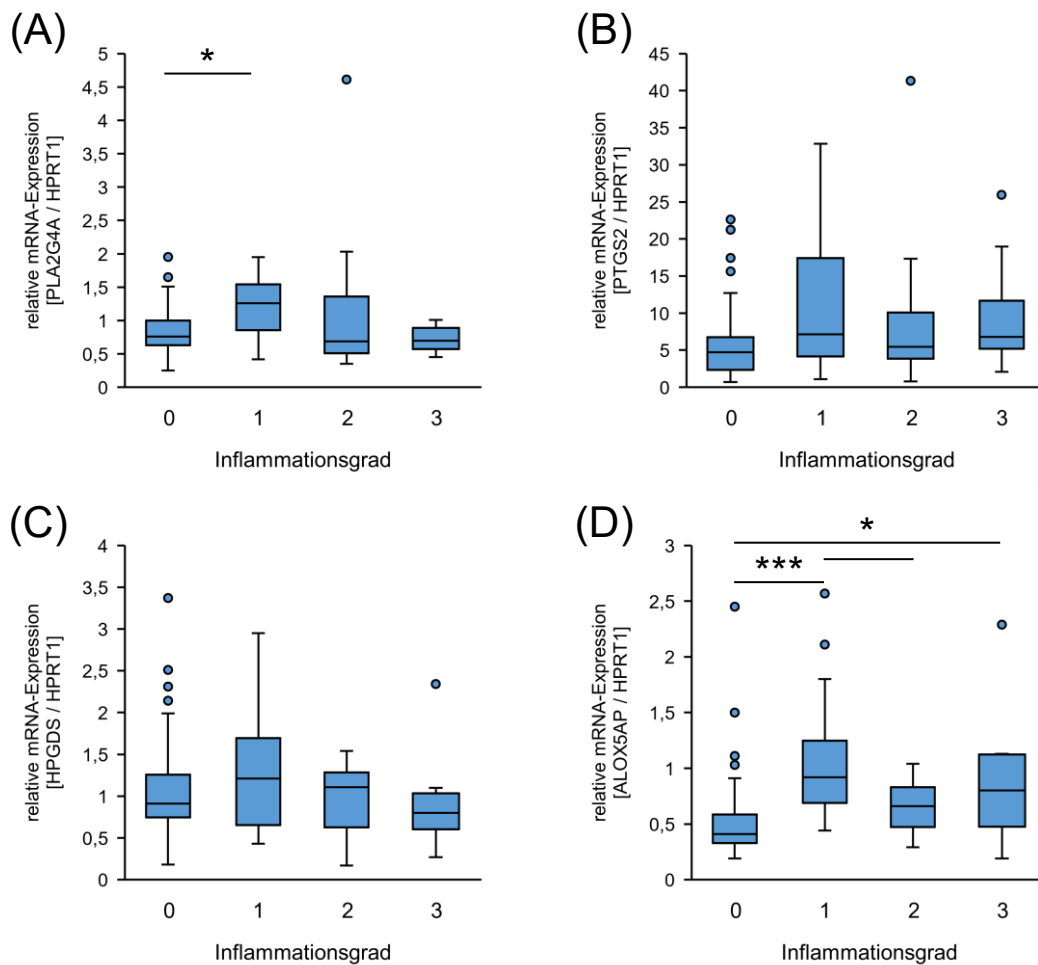 (A)
relative mRNA-Expression
[PLA2G4A / HPRT1]
5
4,5
4
3,5
3
2,5
2
1,5
1
0,5
0
*
0 1 2 3
Inflammationsgrad
(B)
relative mRNA-Expression
[PTGS2 / HPRT1]
45
40
35
30
25
20
15
10
5
0
0 1 2 3
Inflammationsgrad
(C)
relative mRNA-Expression
[HPGDS / HPRT1]
4
3,5
3
2,5
2
1,5
1
0,5
0
0 1 2 3
Inflammationsgrad
(D)
relative mRNA-Expression
[ALOX5AP / HPRT1]
3
2,5
2
1,5
1
0,5
0
*
***
0 1 2 3
Inflammationsgrad